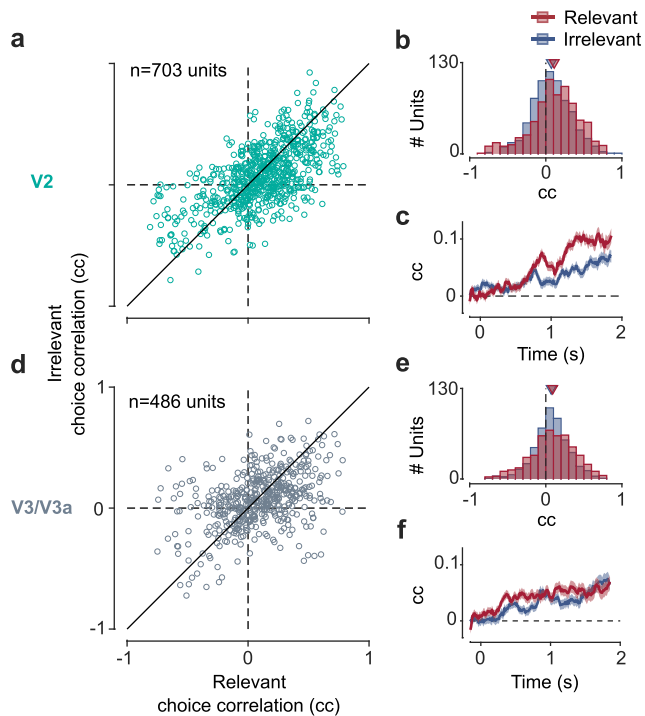 Relevant
Irrelevant
a
n=703 units
V2
b
130
# Units
0
-1
0
1
cc
c
0.1
cc
0
0
1
2
Time (s)
d
Irrelevant
choice correlation (cc)
1
n=486 units
V3/V3a
0
-1
-1
0
1
Relevant
choice correlation (cc)
e
130
# Units
0
-1
0
1
cc
f
0.1
cc
0
0
1
2
Time (s)